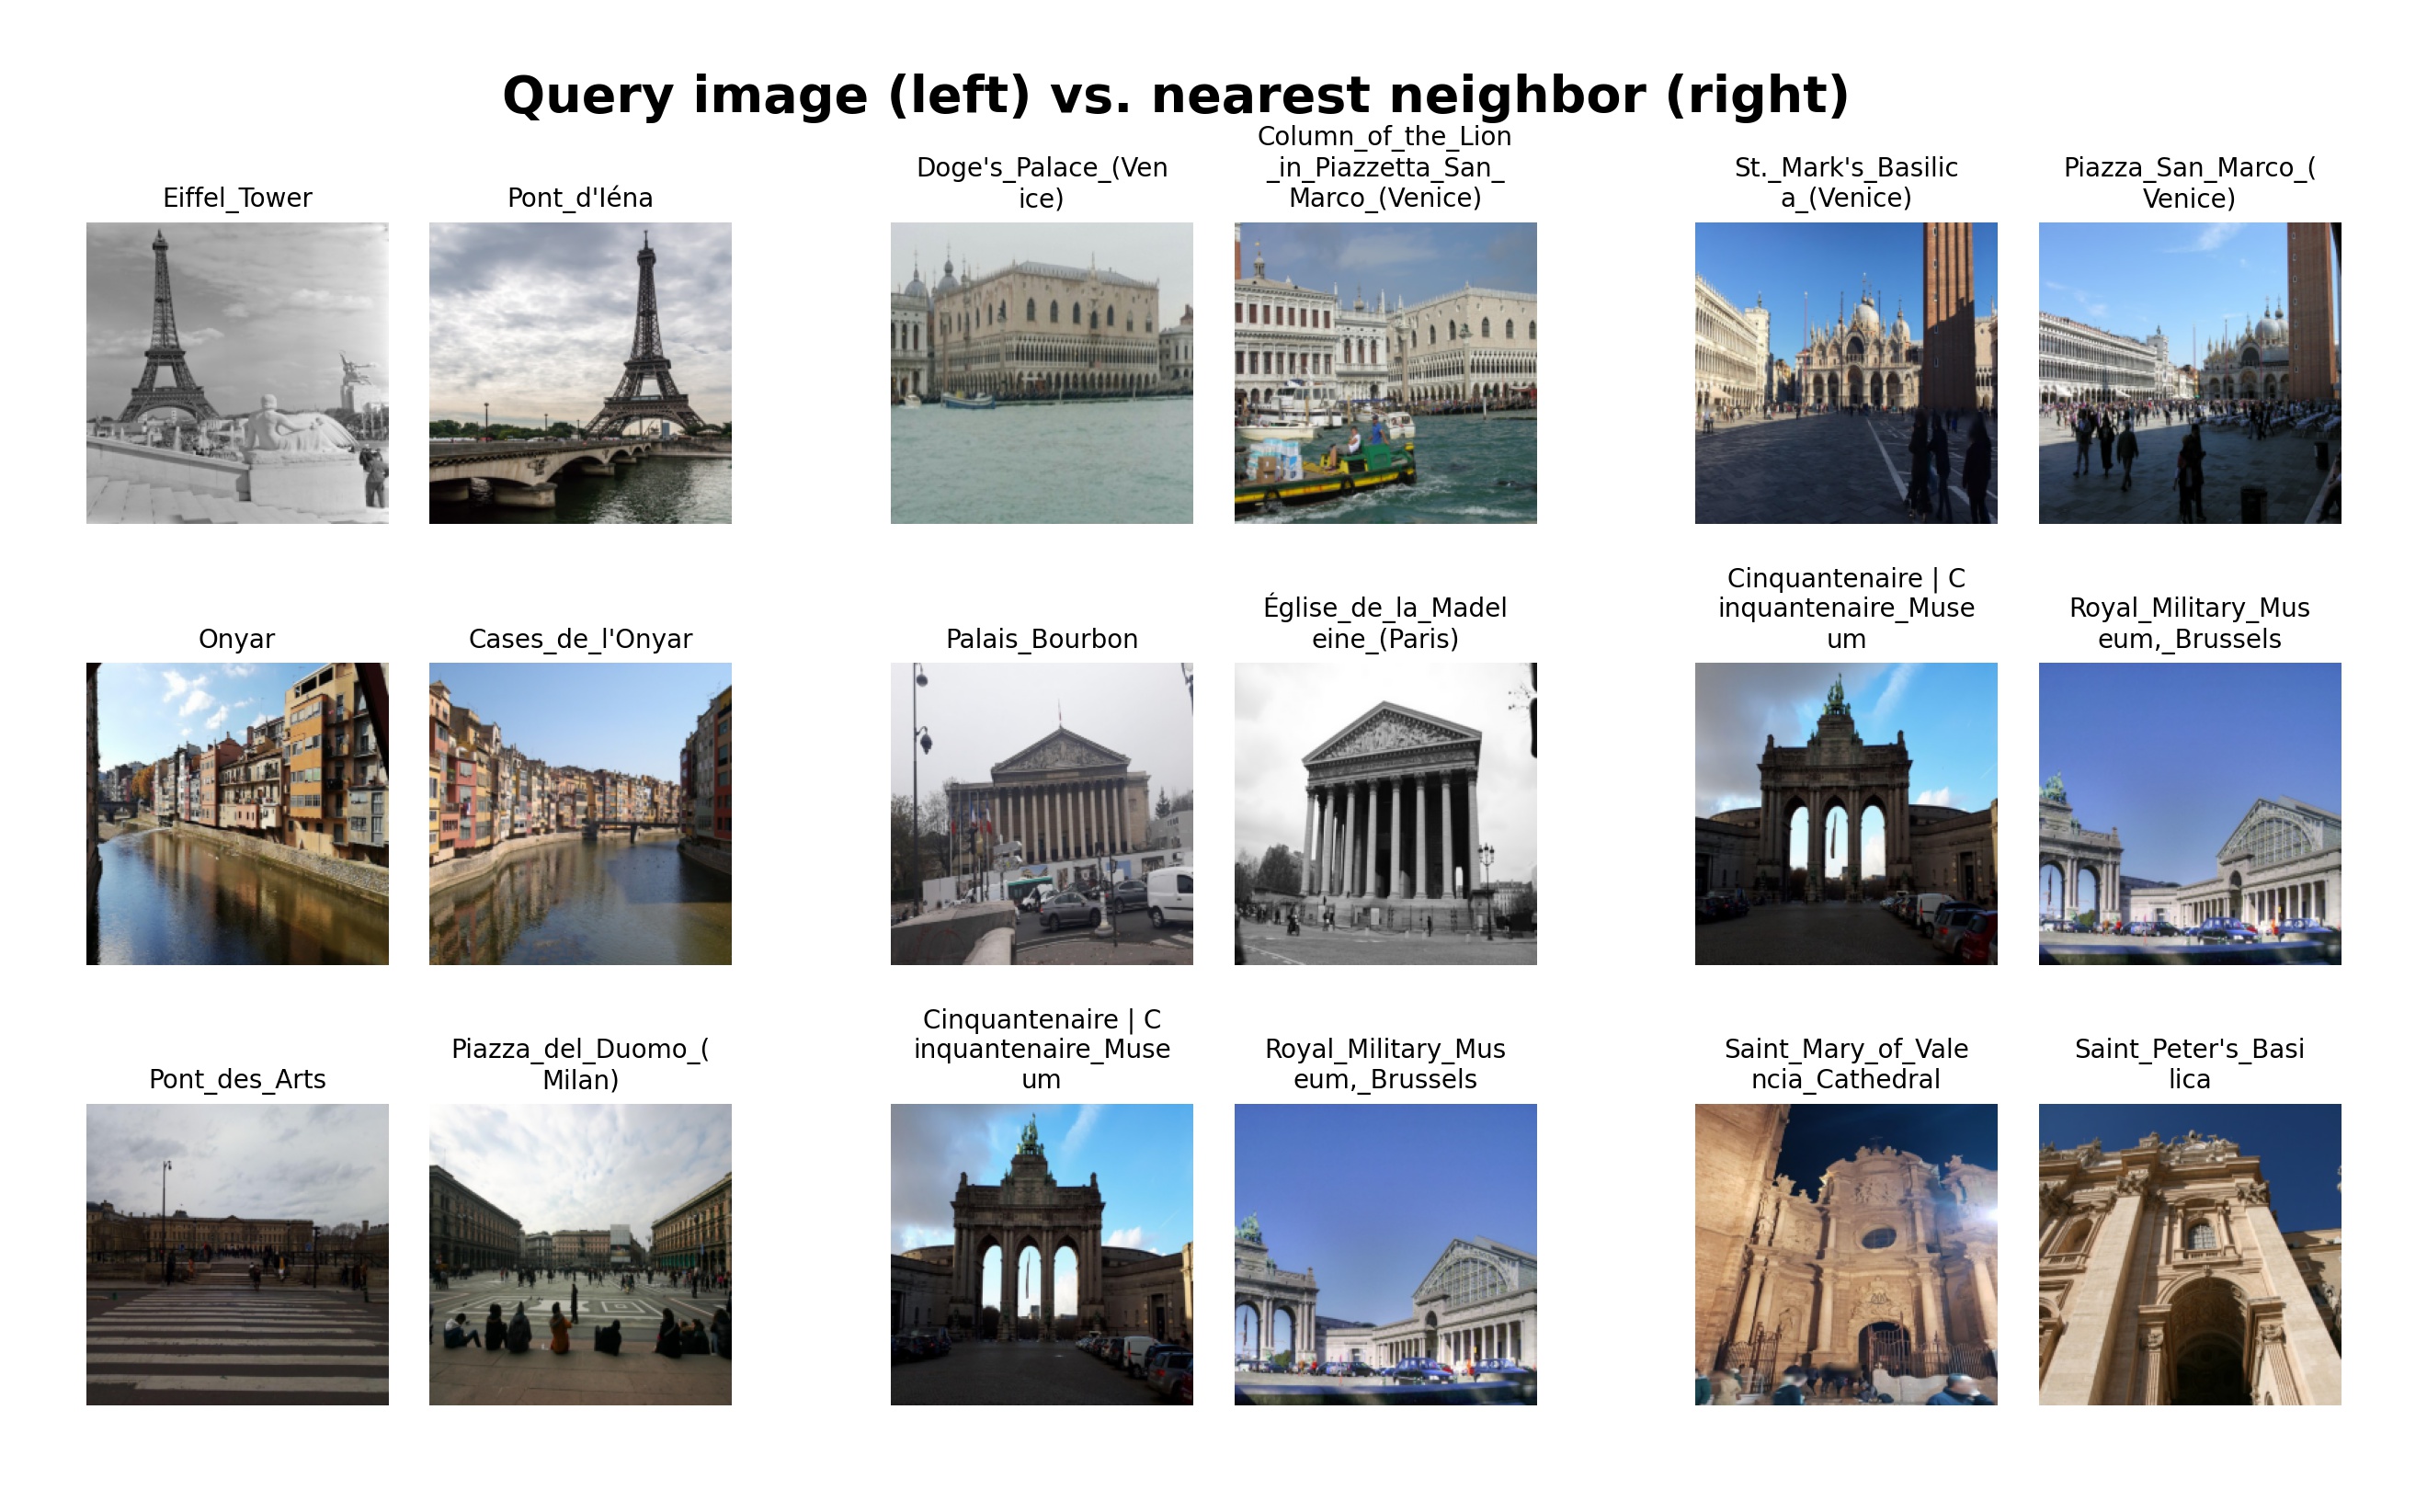 Query image (left) vs. nearest neighbor (right)
Eiffel_Tower
Pont_d'Iéna
Doge's_Palace_(Ven
ice)
Column_of_the_Lion
_in_Piazzetta_San_
Marco_(Venice)
St._Mark's_Basilic
a_(Venice)
Piazza_San_Marco_(
Venice)
Onyar
Cases_de_l'Onyar
Palais_Bourbon
Église_de_la_Madel
eine_(Paris)
Cinquantenaire | C
inquantenaire_Muse
um
Royal_Military_Mus
eum,_Brussels
Pont_des_Arts
Piazza_del_Duomo_(
Milan)
Cinquantenaire | C
inquantenaire_Muse
um
Royal_Military_Mus
eum,_Brussels
Saint_Mary_of_Vale
ncia_Cathedral
Saint_Peter's_Basi
lica